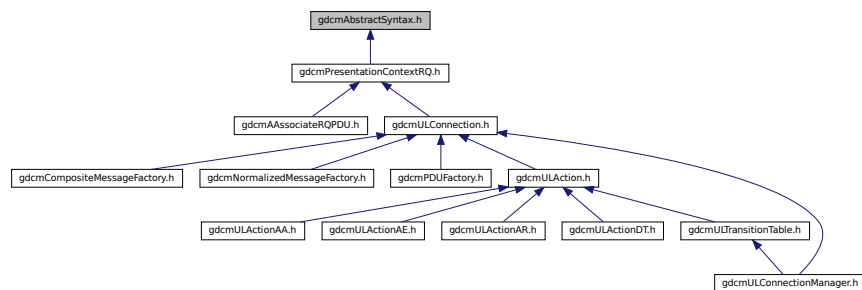 gdcmAbstractSyntax.h
gdcmPresentationContextRQ.h
gdcmAAssociateRQPDU.h
gdcmULConnection.h
gdcmCompositeMessageFactory.h
gdcmNormalizedMessageFactory.h
gdcmPDUFactory.h
gdcmULAction.h
gdcmULActionAA.h
gdcmULActionAE.h
gdcmULActionAR.h
gdcmULActionDT.h
gdcmULTransitionTable.h
gdcmULConnectionManager.h